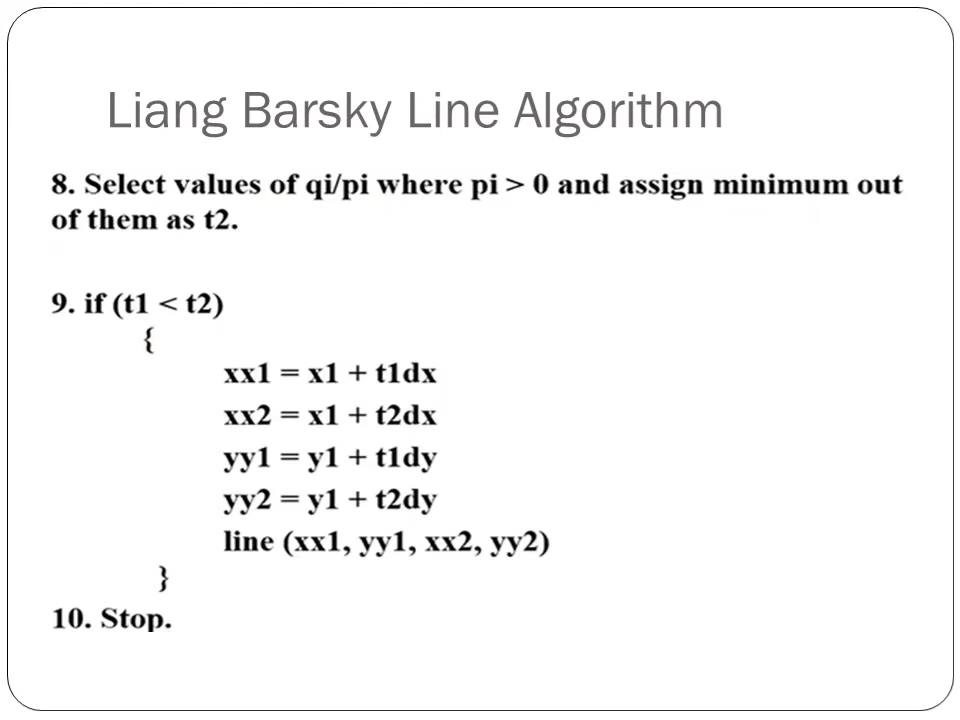 Liang Barsky Line Algorithm
8. Select values of qi/pi where pi > 0 and assign minimum out
of them as t2.
9. if (t1 < t2)
{
xx1 = x1 + t1dx
xx2 = x1 + t2dx
yy1 = y1 + t1dy
yy2 = y1 + t2dy
line (xx1, yy1, xx2, yy2)
}
10. Stop.